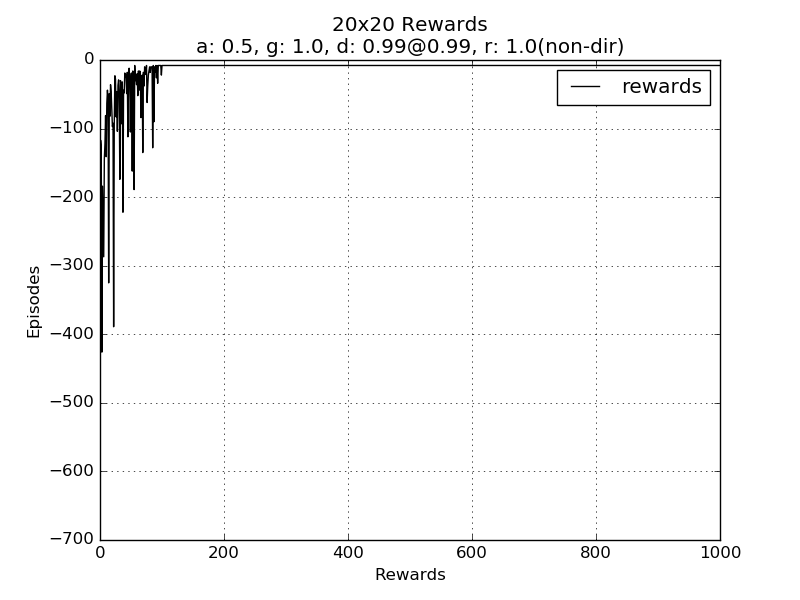 20x20 Rewards
a: 0.5, g: 1.0, d: 0.99@0.99, r: 1.0(non-dir)
rewards
0
−100
−200
−300
−400
−500
−600
−700
Episodes
0 200 400 600 800 1000
Rewards